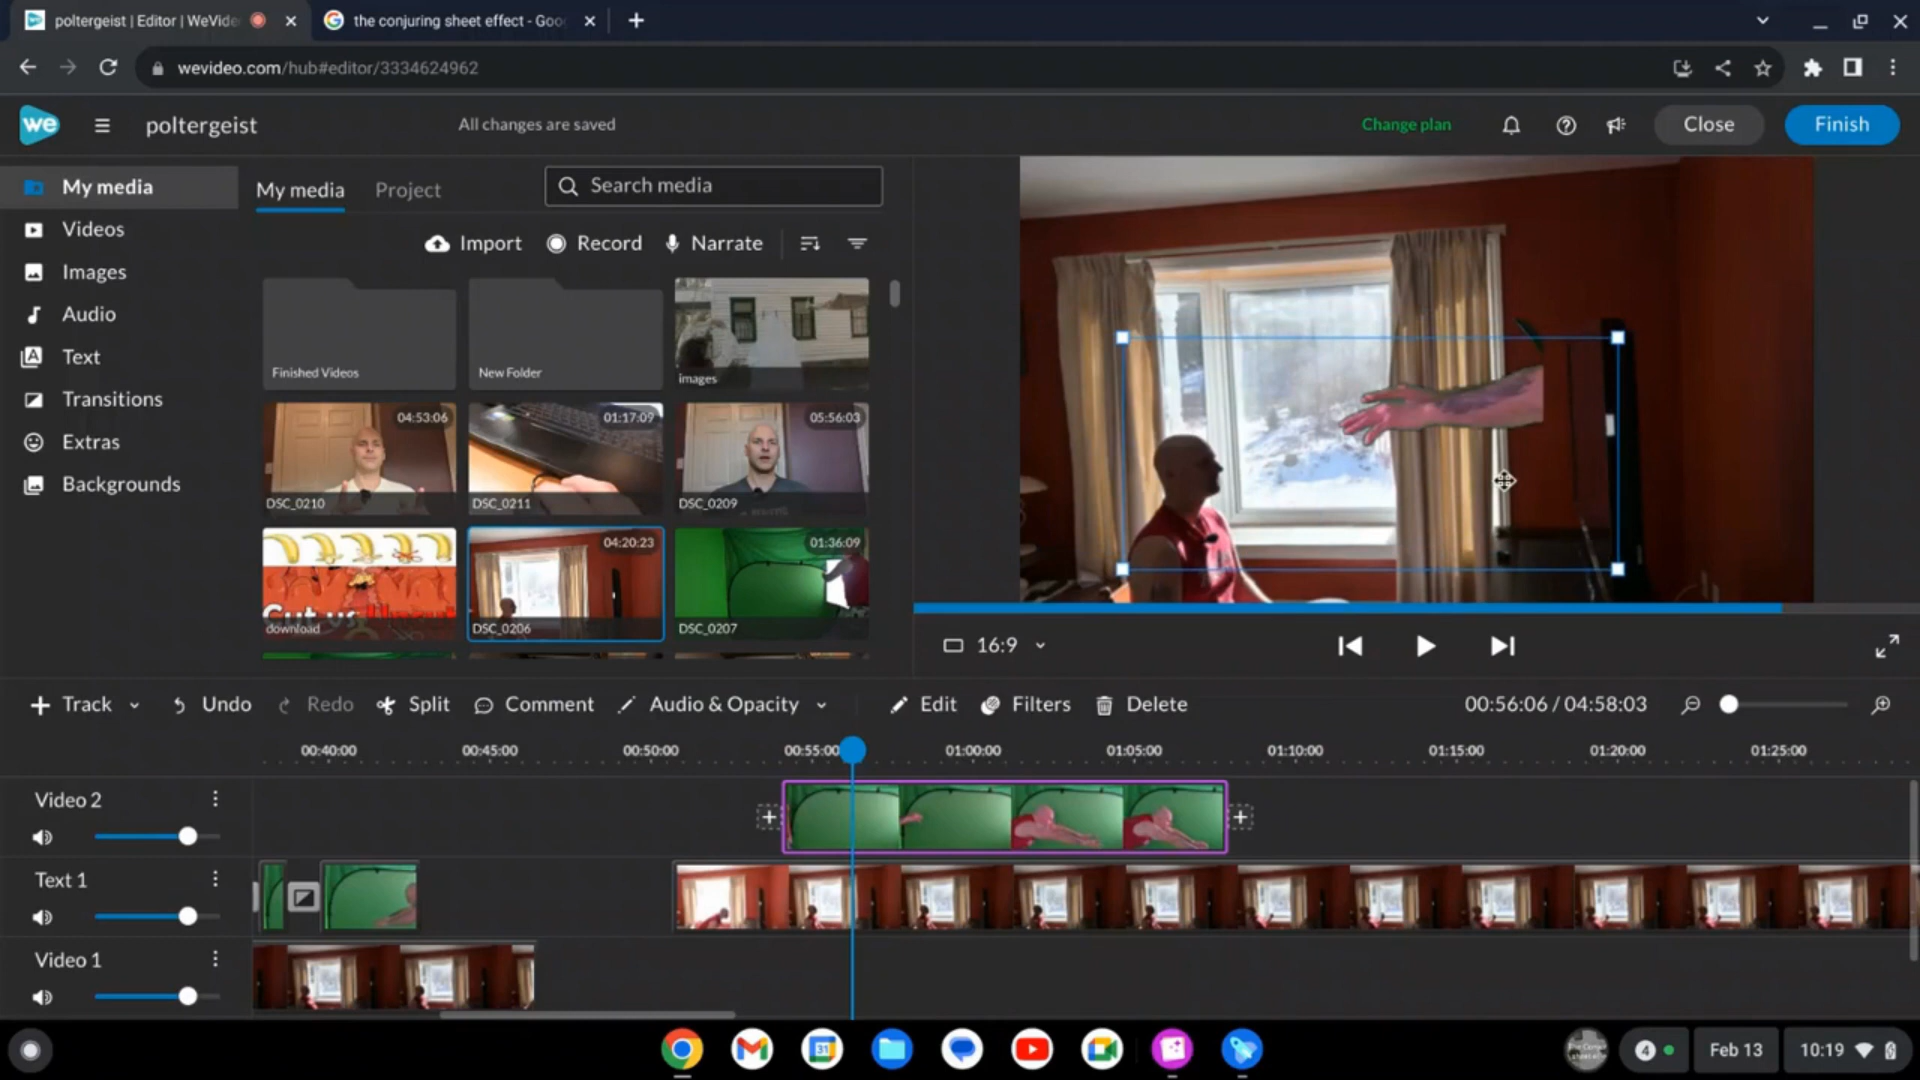 poltergeist | Editor | WeVide
the conjuring sheet effect - Goo
wevideo.com/hub#editor/3334624962
we
poltergeist
All changes are saved
Change plan
Close
Finish
My media
Videos
Images
Audio
Text
Transitions
Extras
Backgrounds
My media
Project
Search media
Import
Record
Narrate
Finished Videos
New Folder
images
04:53:06
DSC_0210
01:17:09
DSC_0211
05:56:03
DSC_0209
download
04:20:23
DSC_0206
01:36:09
DSC_0207
16:9
Track
Undo
Redo
Split
Comment
Audio & Opacity
Edit
Filters
Delete
00:56:06 / 04:58:03
00:40:00
00:45:00
00:50:00
00:55:00
01:00:00
01:05:00
01:10:00
01:15:00
01:20:00
01:25:00
Video 2
Text 1
Video 1
31
4
Feb 13
10:19